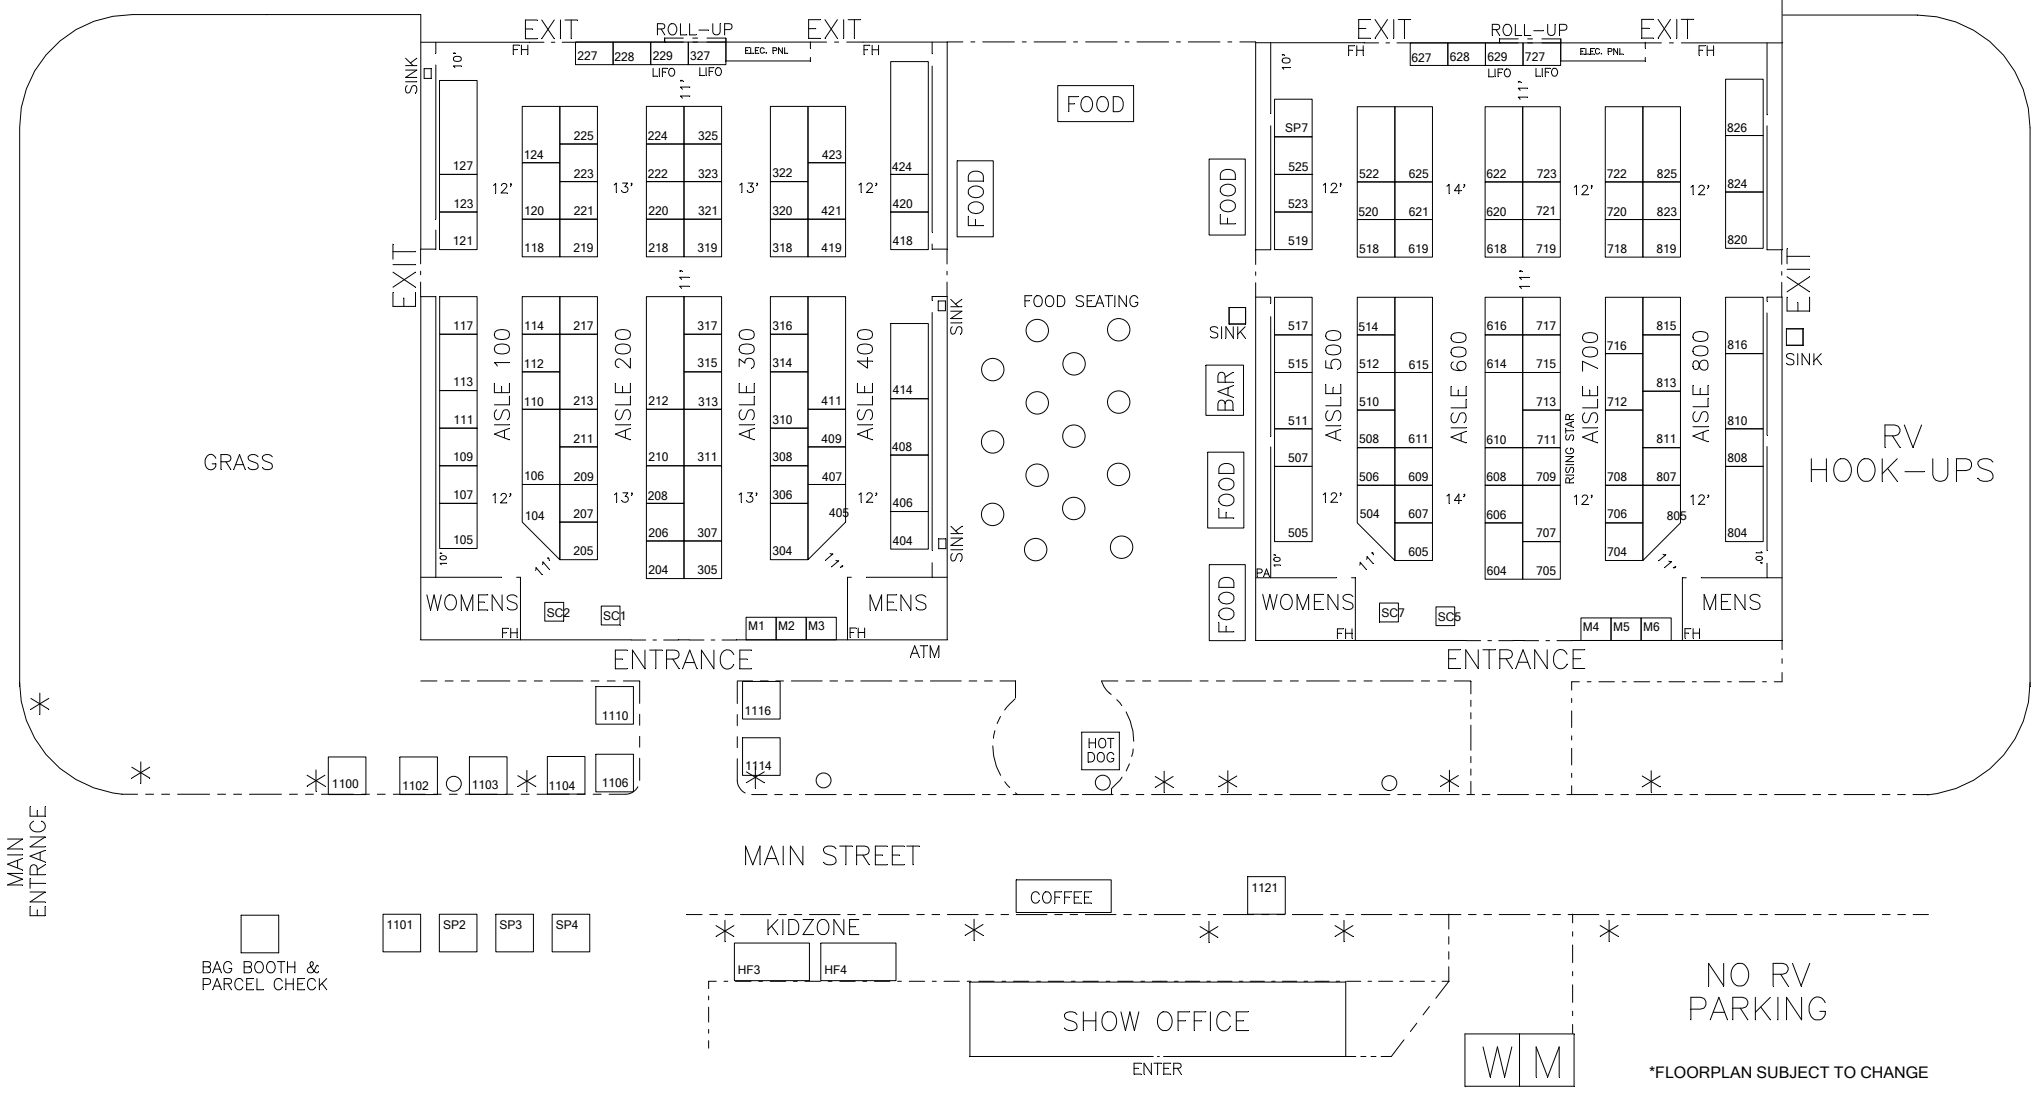 EXIT
ROLL-UP
EXIT
EXIT
ROLL-UP
EXIT
FH
227
228
229
327
ELEC. PNL
FH
FH
627
628
629
727
ELEC. PNL
FH
LIFO
LIFO
LIFO
LIFO
SINK
10'
11'
10'
11'
FOOD
127
123
121
12'
124
120
118
225
223
221
219
13'
224
222
220
218
325
323
321
319
13'
322
320
318
423
421
419
12'
424
420
418
FOOD
FOOD
SP7
525
523
519
12'
522
520
518
625
621
619
14'
622
620
618
723
721
719
12'
722
720
718
825
823
819
12'
826
824
820
EXIT
11'
11'
EXIT
117
113
111
109
107
105
AISLE 100
12'
114
112
110
106
104
217
213
211
209
207
205
AISLE 200
13'
212
210
208
206
204
317
315
313
311
307
305
AISLE 300
13'
316
314
310
308
306
304
411
409
407
405
AISLE 400
12'
414
408
406
404
SINK
SINK
10'
11'
11'
FOOD SEATING
SINK
BAR
FOOD
FOOD
517
515
511
507
505
AISLE 500
12'
514
512
510
508
506
504
615
611
609
607
605
AISLE 600
14'
616
614
610
608
606
604
717
715
713
711
709
707
705
RISING STAR
AISLE 700
12'
716
712
708
706
704
815
813
811
807
805
AISLE 800
12'
816
810
808
804
SINK
PA
10'
11'
11'
10'
GRASS
RV
HOOK-UPS
WOMENS
SC2
SC1
M1
M2
M3
MENS
FH
FH
WOMENS
SC7
SC5
M4
M5
M6
MENS
FH
FH
ENTRANCE
ATM
ENTRANCE
1110
1116
1100
1102
1103
1104
1106
1114
HOT
DOG
MAIN
ENTRANCE
MAIN STREET
COFFEE
1121
1101
SP2
SP3
SP4
KIDZONE
HF3
HF4
BAG BOOTH &
PARCEL CHECK
SHOW OFFICE
ENTER
NO RV
PARKING
W
M
*FLOORPLAN SUBJECT TO CHANGE